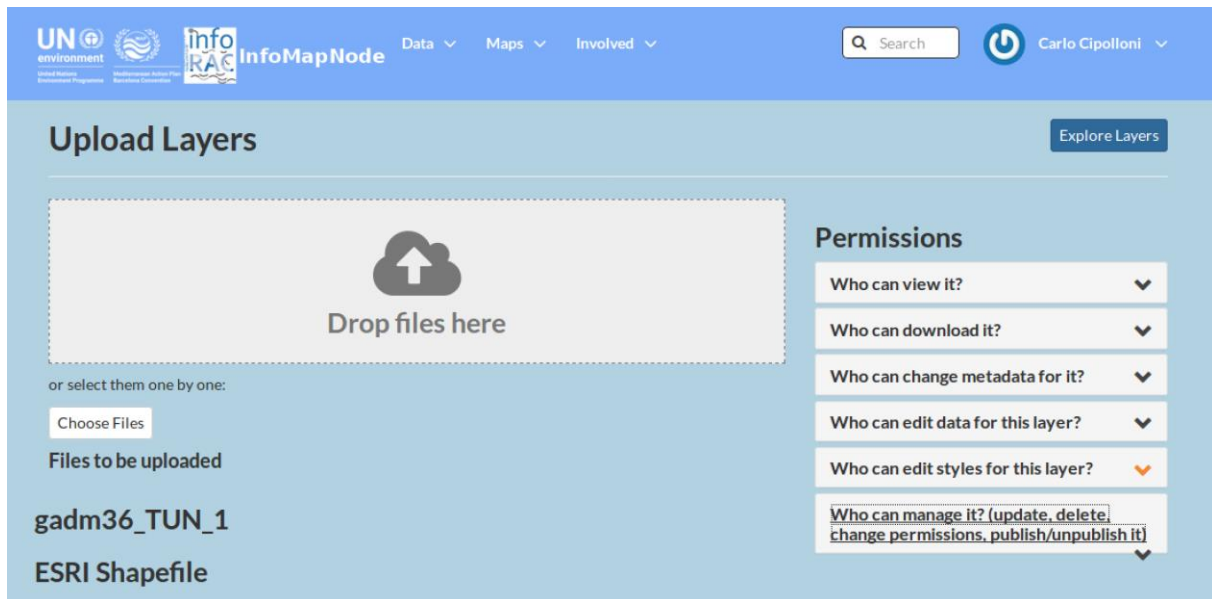 UN environment
United Nations
Environment Programme
Mediterranean Action Plan
Barcelona Convention
info
RAC
InfoMapNode
Data
Maps
Involved
Search
Carlo Cipolloni
Upload Layers
Explore Layers
Drop files here
or select them one by one:
Choose Files
Files to be uploaded
gadm36_TUN_1
ESRI Shapefile
Permissions
Who can view it?
Who can download it?
Who can change metadata for it?
Who can edit data for this layer?
Who can edit styles for this layer?
Who can manage it? (update, delete,
change permissions, publish/unpublish it)